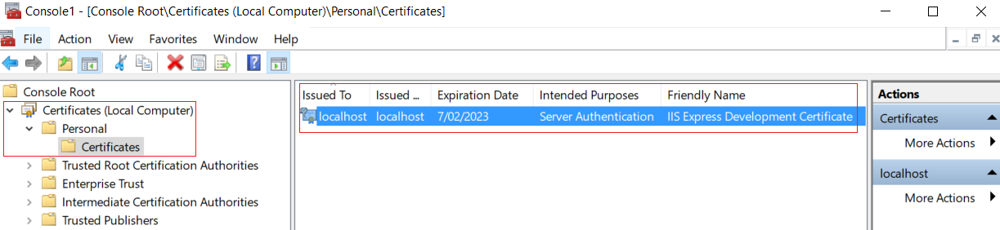 Console1 - [Console Root\Certificates (Local Computer)\Personal\Certificates]
File Action View Favorites Window Help
Console Root
Certificates (Local Computer)
Personal
Certificates
Trusted Root Certification Authorities
Enterprise Trust
Intermediate Certification Authorities
Trusted Publishers
Issued To Issued ... Expiration Date Intended Purposes Friendly Name
localhost localhost 7/02/2023 Server Authentication IIS Express Development Certificate
Actions
Certificates
More Actions
localhost
More Actions